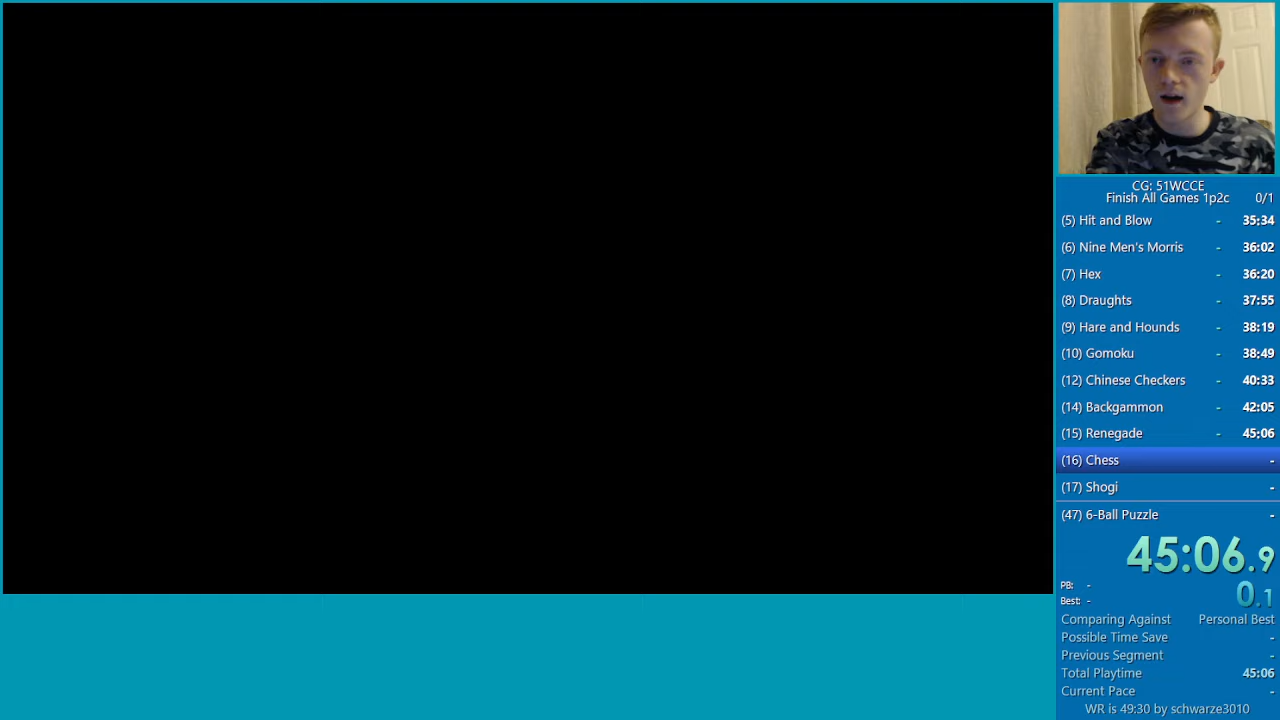 CG: 51WCCE
Finish All Games 1p2c 0/1
(5) Hit and Blow - 35:34
(6) Nine Men's Morris - 36:02
(7) Hex - 36:20
(8) Draughts - 37:55
(9) Hare and Hounds - 38:19
(10) Gomoku - 38:49
(12) Chinese Checkers - 40:33
(14) Backgammon - 42:05
(15) Renegade - 45:06
(16) Chess -
(17) Shogi -
(47) 6-Ball Puzzle -
45:06.9
PB: - 0.1
Best: -
Comparing Against Personal Best
Possible Time Save -
Previous Segment -
Total Playtime 45:06
Current Pace -
WR is 49:30 by schwarze3010